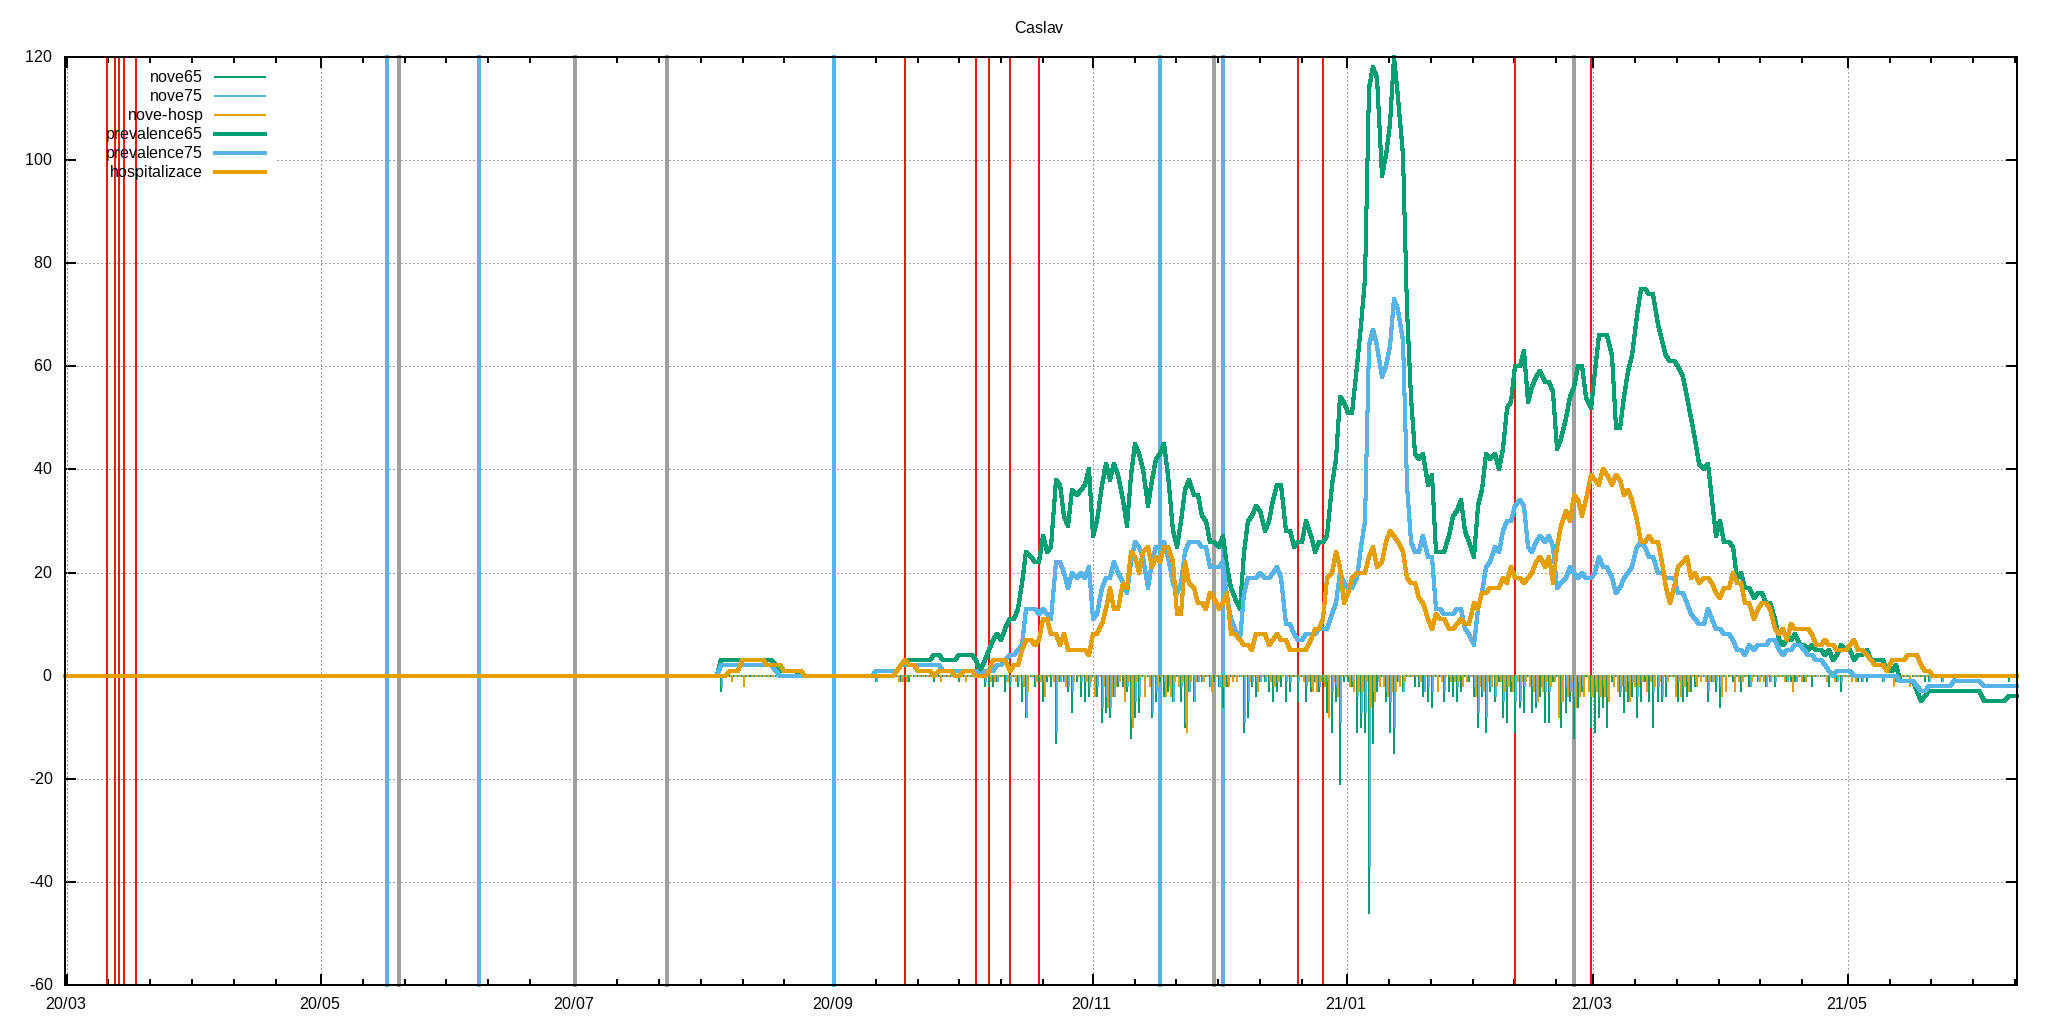 Caslav
120
100
80
60
40
20
0
-20
-40
-60
nove65
nove75
nove-hosp
prevalence65
prevalence75
hospitalizace
20/03 20/05 20/07 20/09 20/11 21/01 21/03 21/05